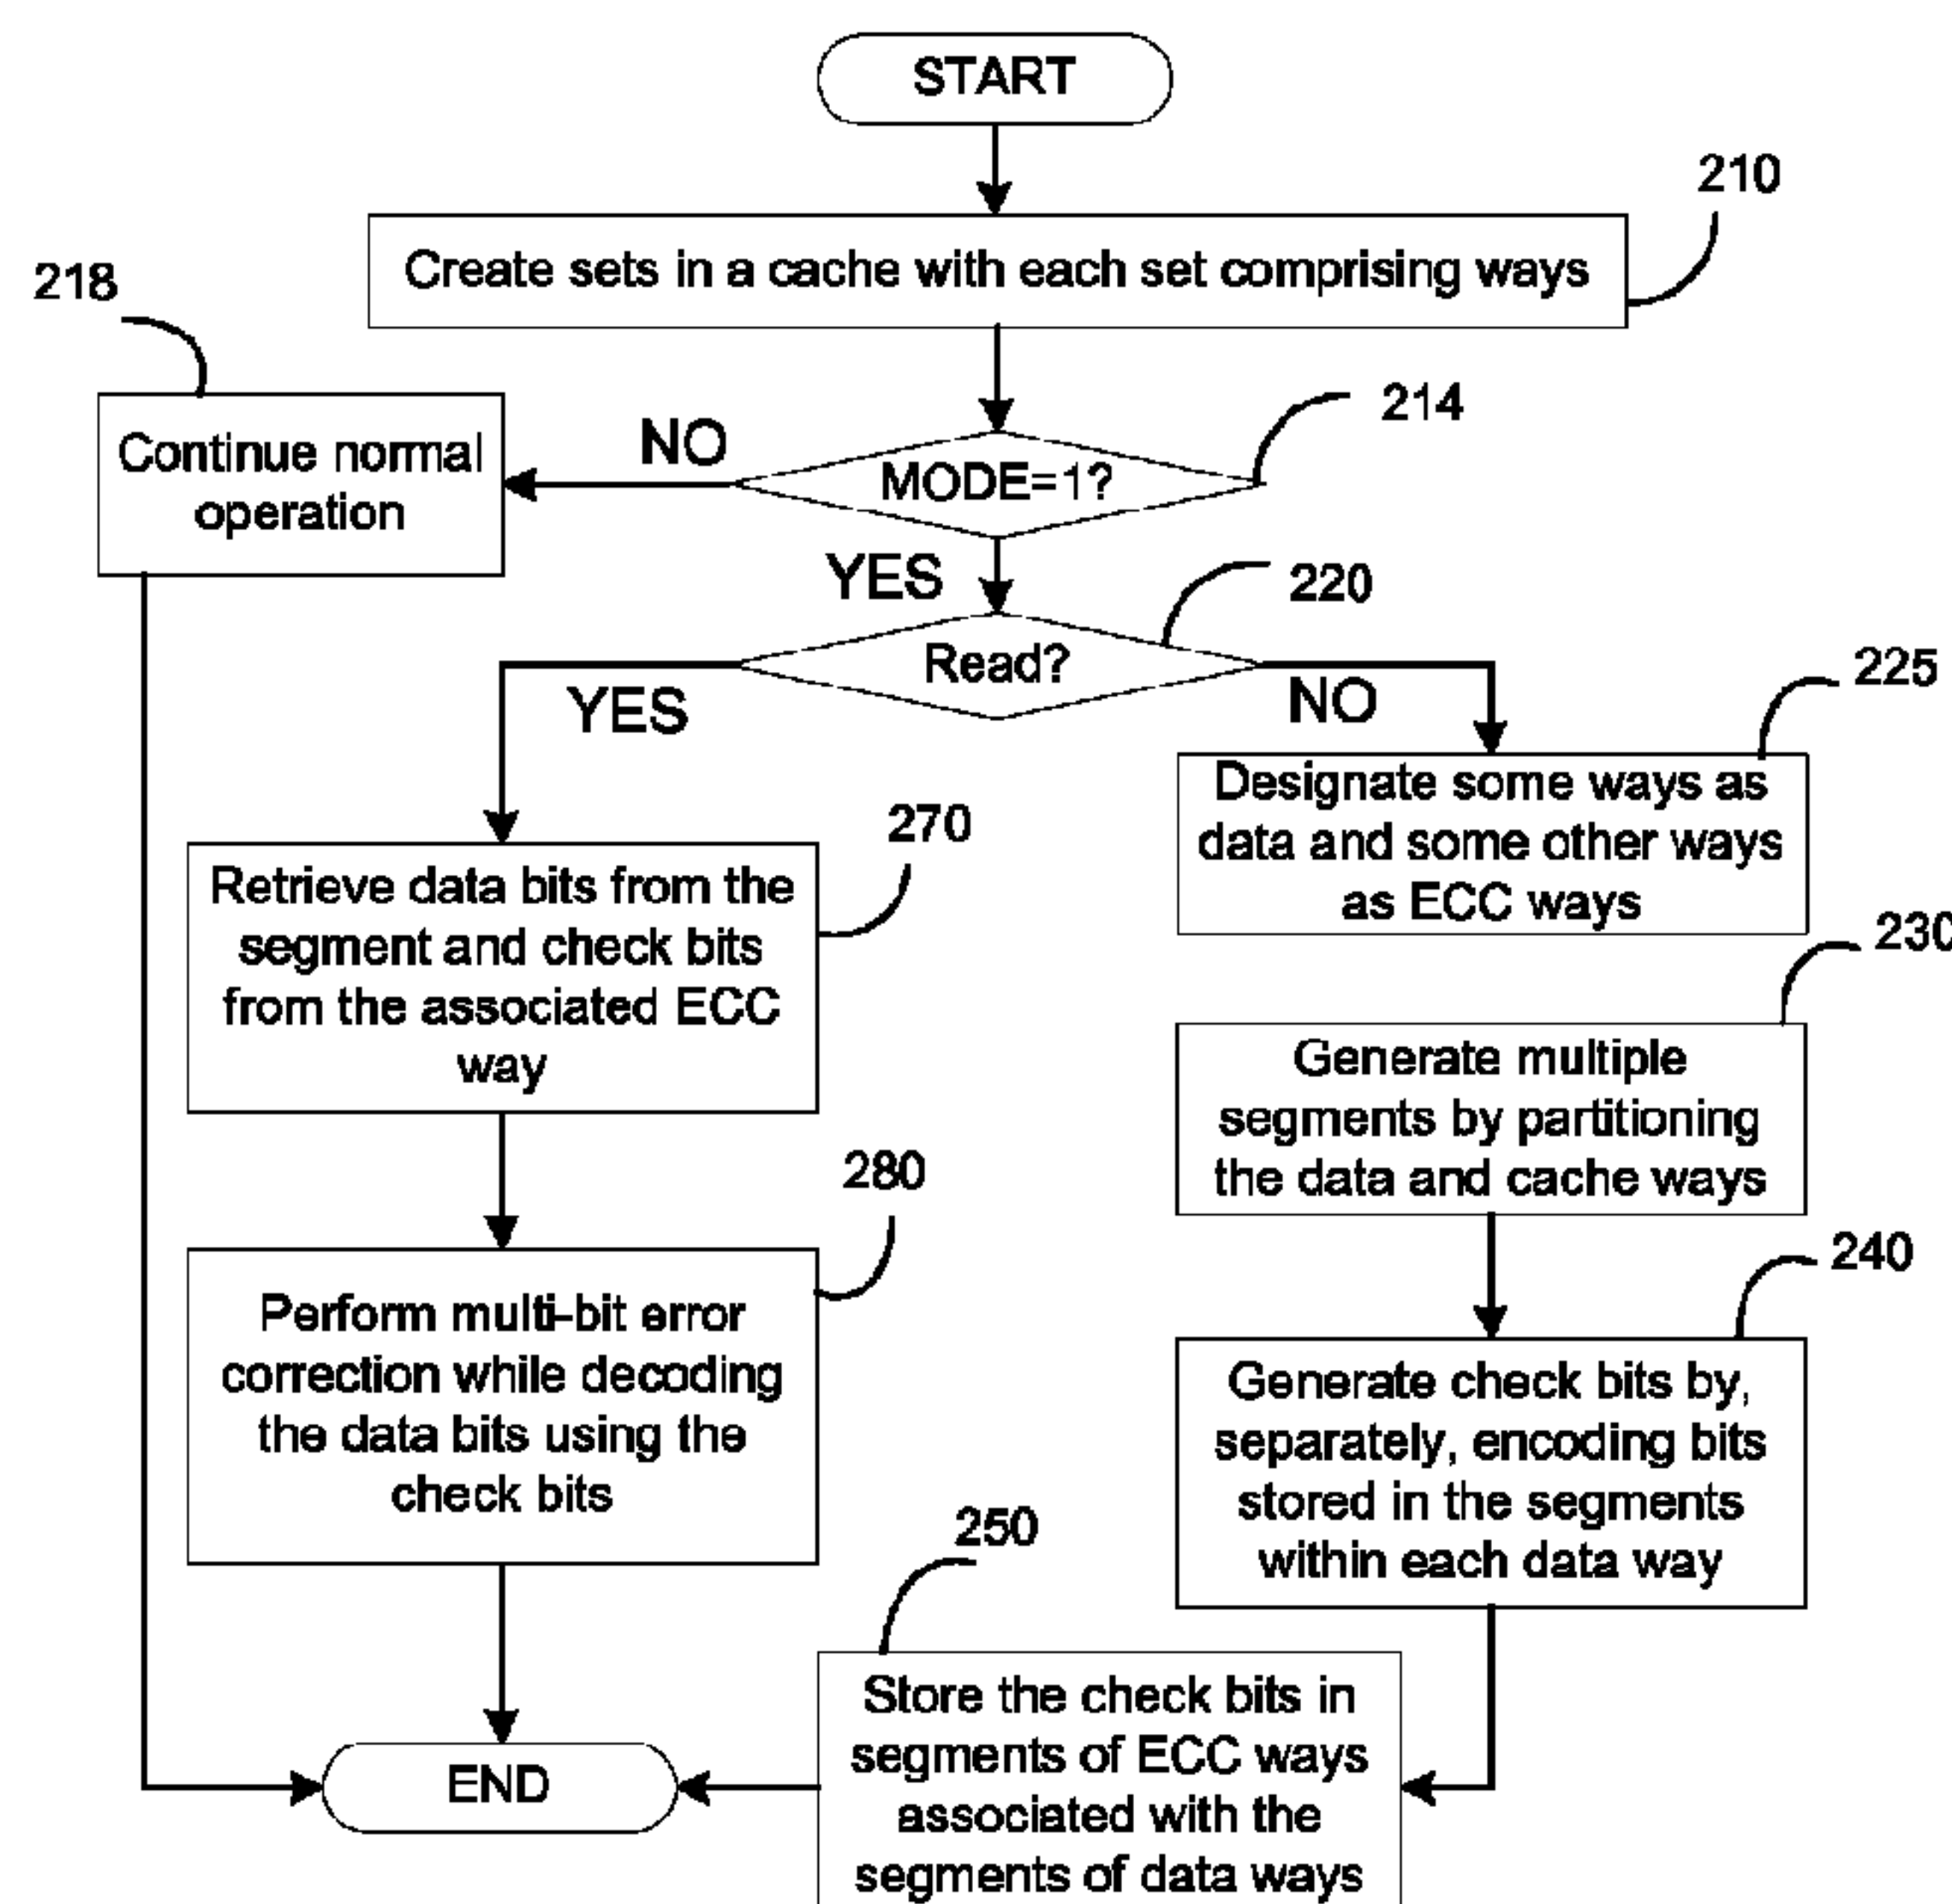 START
210
Create sets in a cache with each set comprising ways
218
214
Continue normal
operation
NO
MODE=1?
YES
220
Read?
YES
NO
225
Designate some ways as
data and some other ways
as ECC ways
270
Retrieve data bits from the
segment and check bits
from the associated ECC
way
230
Generate multiple
segments by partitioning
the data and cache ways
280
Perform multi-bit error
correction while decoding
the data bits using the
check bits
240
Generate check bits by,
separately, encoding bits
stored in the segments
within each data way
250
Store the check bits in
segments of ECC ways
associated with the
segments of data ways
END